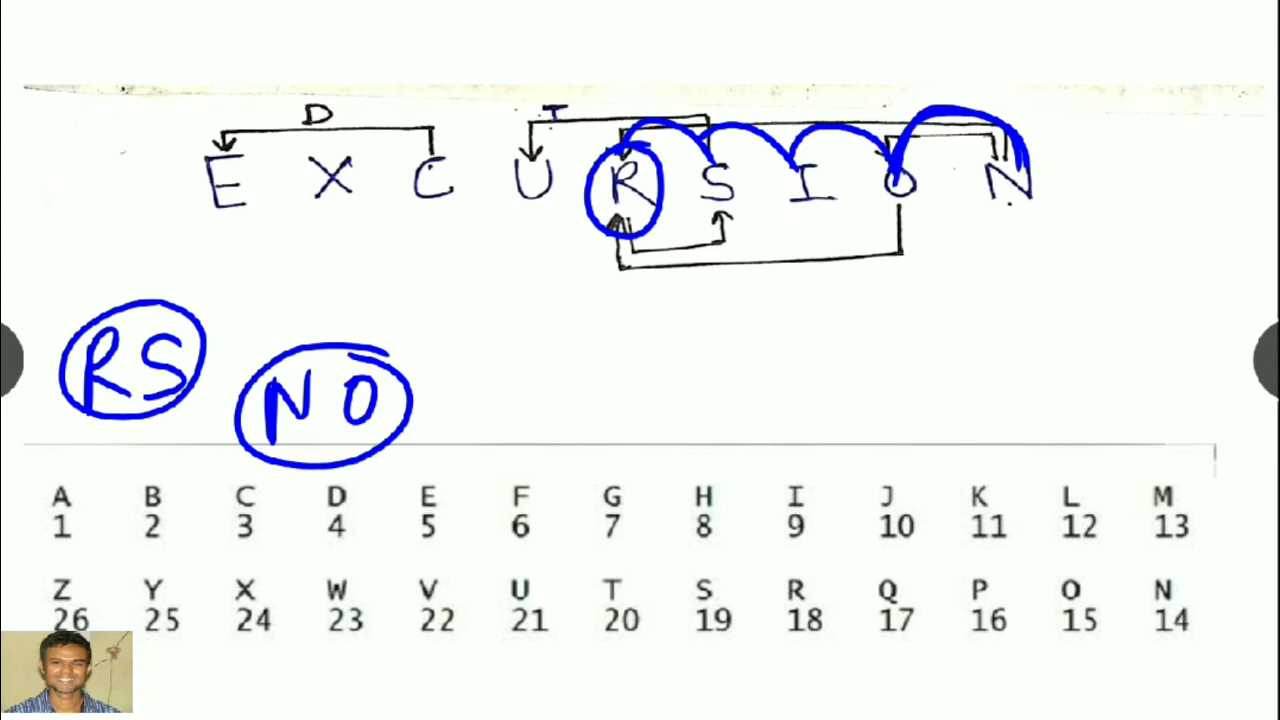 D T
E X C U R S I O N
RS NO
A B C D E F G H I J K L M
1 2 3 4 5 6 7 8 9 10 11 12 13
Z Y X W V U T S R Q P O N
26 25 24 23 22 21 20 19 18 17 16 15 14